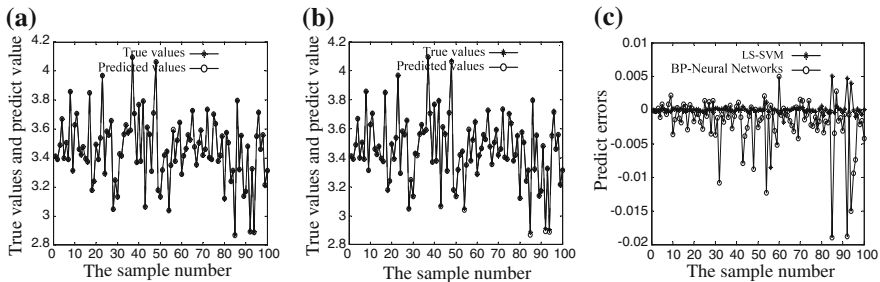 (a)
True values and predict value
4.2
4
3.8
3.6
3.4
3.2
3
2.8
True values
Predicted values
0 10 20 30 40 50 60 70 80 90 100
The sample number
(b)
True values and predict value
4.2
4
3.8
3.6
3.4
3.2
3
2.8
True values
Predicted values
0 10 20 30 40 50 60 70 80 90 100
The sample number
(c)
Predict errors
0.01
0.005
0
-0.005
-0.01
-0.015
-0.02
LS-SVM
BP-Neural Networks
0 10 20 30 40 50 60 70 80 90 100
The sample number